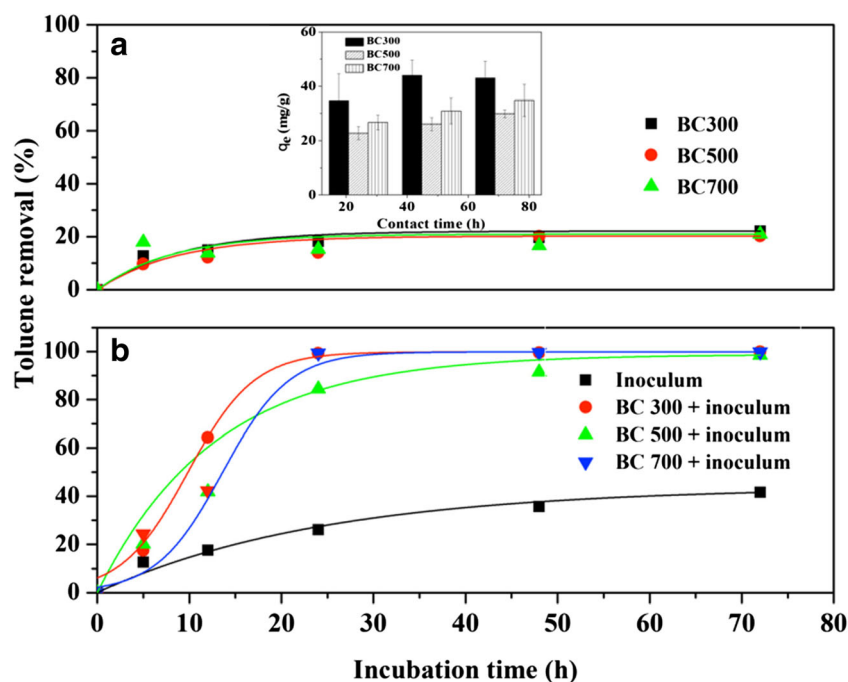 Toluene removal (%)
a
100
80
60
40
20
0
BC300
BC500
BC700
q_e (mg/g)
60
40
20
0
20 40 60 80
Contact time (h)
BC300
BC500
BC700
b
100
80
60
40
20
0
Inoculum
BC 300 + inoculum
BC 500 + inoculum
BC 700 + inoculum
0 10 20 30 40 50 60 70 80
Incubation time (h)